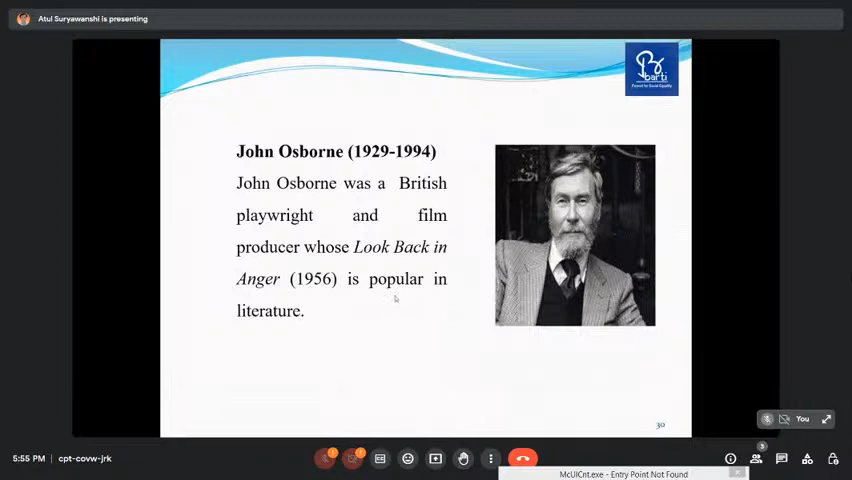 Atul Suryawanshi is presenting
barti
John Osborne (1929-1994)
John Osborne was a British
playwright and film
producer whose Look Back in
Anger (1956) is popular in
literature.
30
You
5:55 PM | cpt-covw-jrk
3
McUICnt.exe - Entry Point Not Found